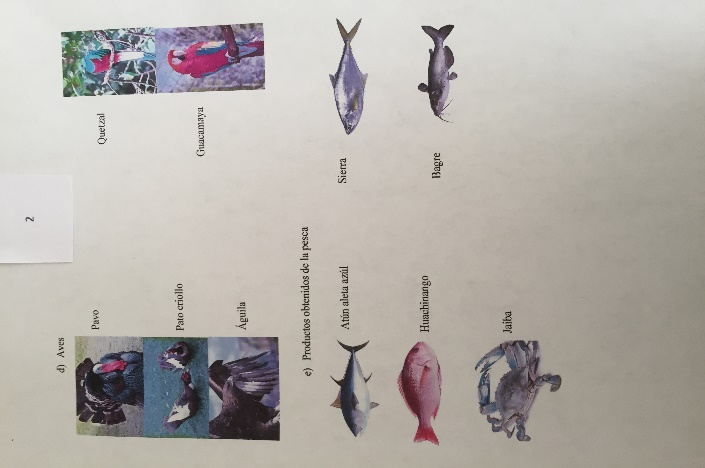 2
d) Aves
Pavo
Quetzal
Pato criollo
Guacamaya
Águila
e) Productos obtenidos de la pesca
Atún aleta azúl
Sierra
Huachinango
Bagre
Jaiba